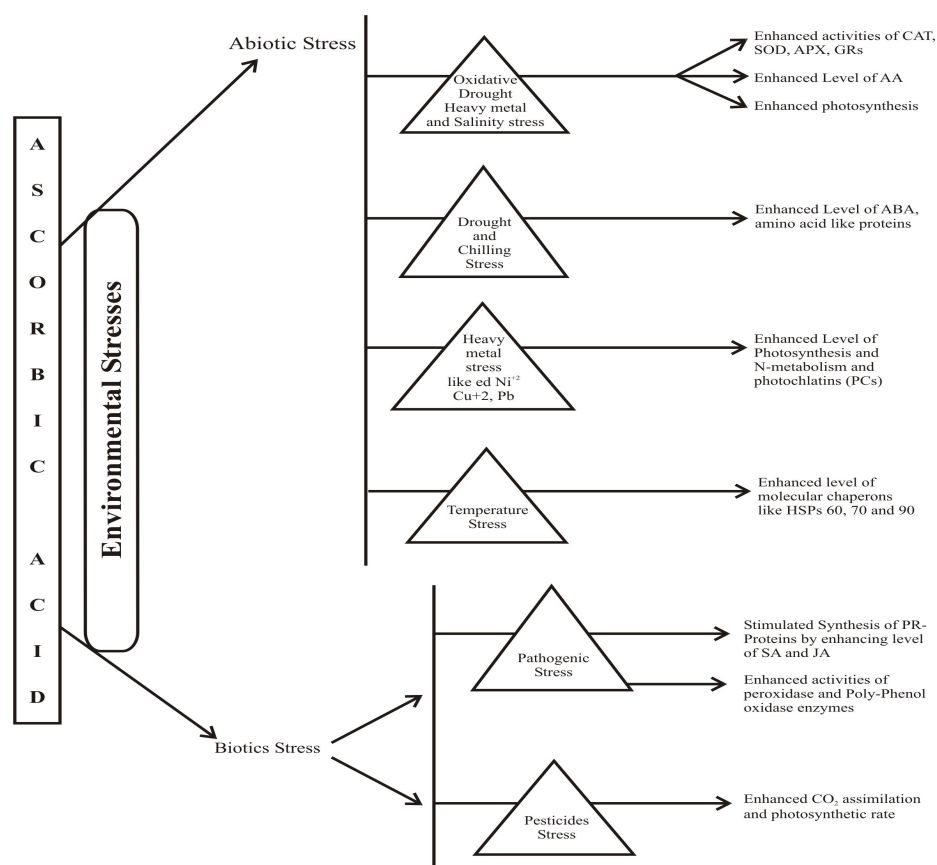 A
S
C
O
R
B
I
C
A
C
I
D
Environmental Stresses
Abiotic Stress
Oxidative
Drought
Heavy metal
and Salinity stress
Enhanced activities of CAT,
SOD, APX, GRs
Enhanced Level of AA
Enhanced photosynthesis
Drought
and
Chilling
Stress
Enhanced Level of ABA,
amino acid like proteins
Heavy
metal
stress
like ed Ni⁺²
Cu+2, Pb
Enhanced Level of
Photosynthesis and
N-metabolism and
photochlatins (PCs)
Temperature
Stress
Enhanced level of
molecular chaperons
like HSPs 60, 70 and 90
Biotics Stress
Pathogenic
Stress
Stimulated Synthesis of PR-
Proteins by enhancing level
of SA and JA
Enhanced activities of
peroxidase and Poly-Phenol
oxidase enzymes
Pesticides
Stress
Enhanced CO₂ assimilation
and photosynthetic rate